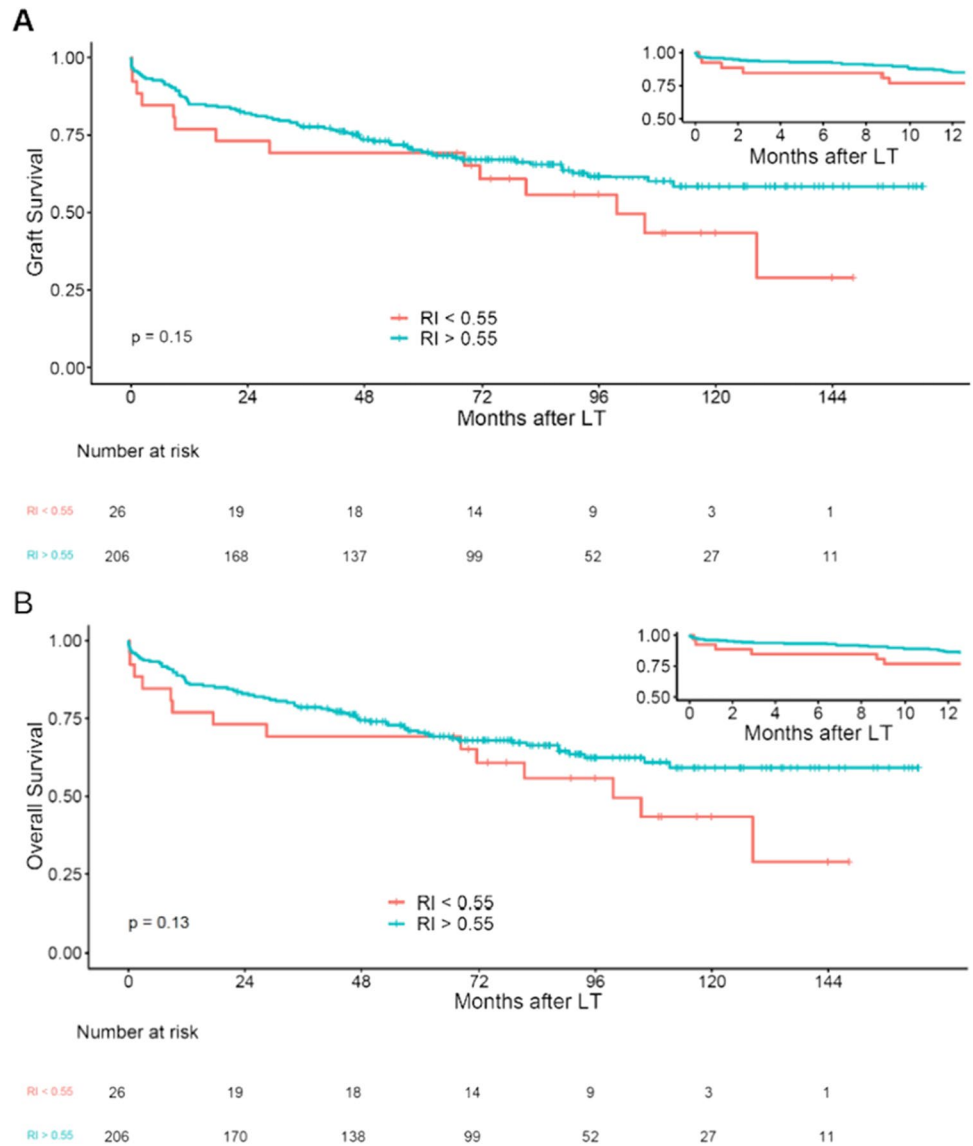 A
1.00
0.75
0.50
0.25
0.00
Graft Survival
1.00
0.75
0.50
0 2 4 6 8 10 12
Months after LT
p = 0.15
RI < 0.55
RI > 0.55
0 24 48 72 96 120 144
Months after LT
Number at risk
RI < 0.55 26 19 18 14 9 3 1
RI > 0.55 206 168 137 99 52 27 11
B
1.00
0.75
0.50
0.25
0.00
Overall Survival
1.00
0.75
0.50
0 2 4 6 8 10 12
Months after LT
p = 0.13
RI < 0.55
RI > 0.55
0 24 48 72 96 120 144
Months after LT
Number at risk
RI < 0.55 26 19 18 14 9 3 1
RI > 0.55 206 170 138 99 52 27 11